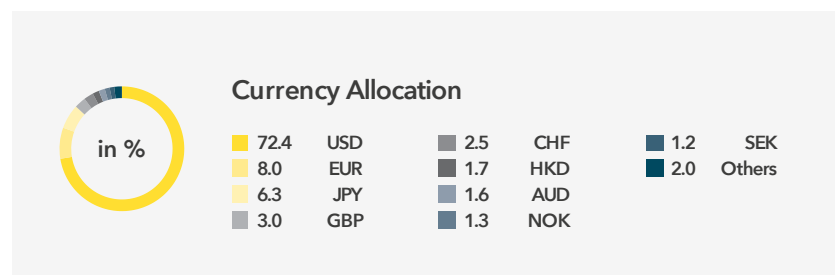 Currency Allocation
in %
72.4 USD
8.0 EUR
6.3 JPY
3.0 GBP
2.5 CHF
1.7 HKD
1.6 AUD
1.3 NOK
1.2 SEK
2.0 Others